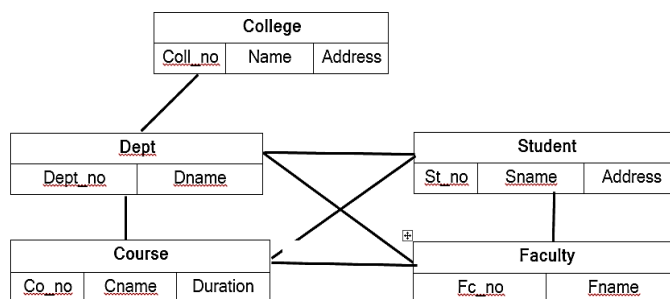 College
Coll_no Name Address
Dept
Dept_no Dname
Student
St_no Sname Address
Course
Co_no Cname Duration
Faculty
Fc_no Fname